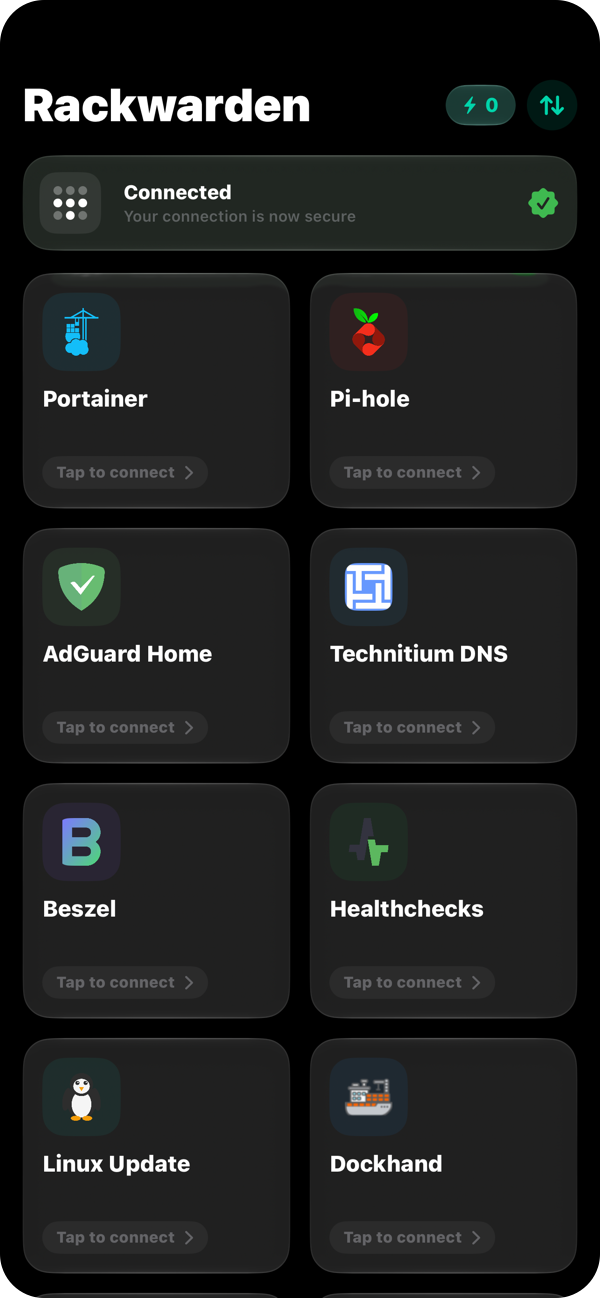 Rackwarden
0
Connected
Your connection is now secure
Portainer
Tap to connect
Pi-hole
Tap to connect
AdGuard Home
Tap to connect
Technitium DNS
Tap to connect
Beszel
Tap to connect
Healthchecks
Tap to connect
Linux Update
Tap to connect
Dockhand
Tap to connect